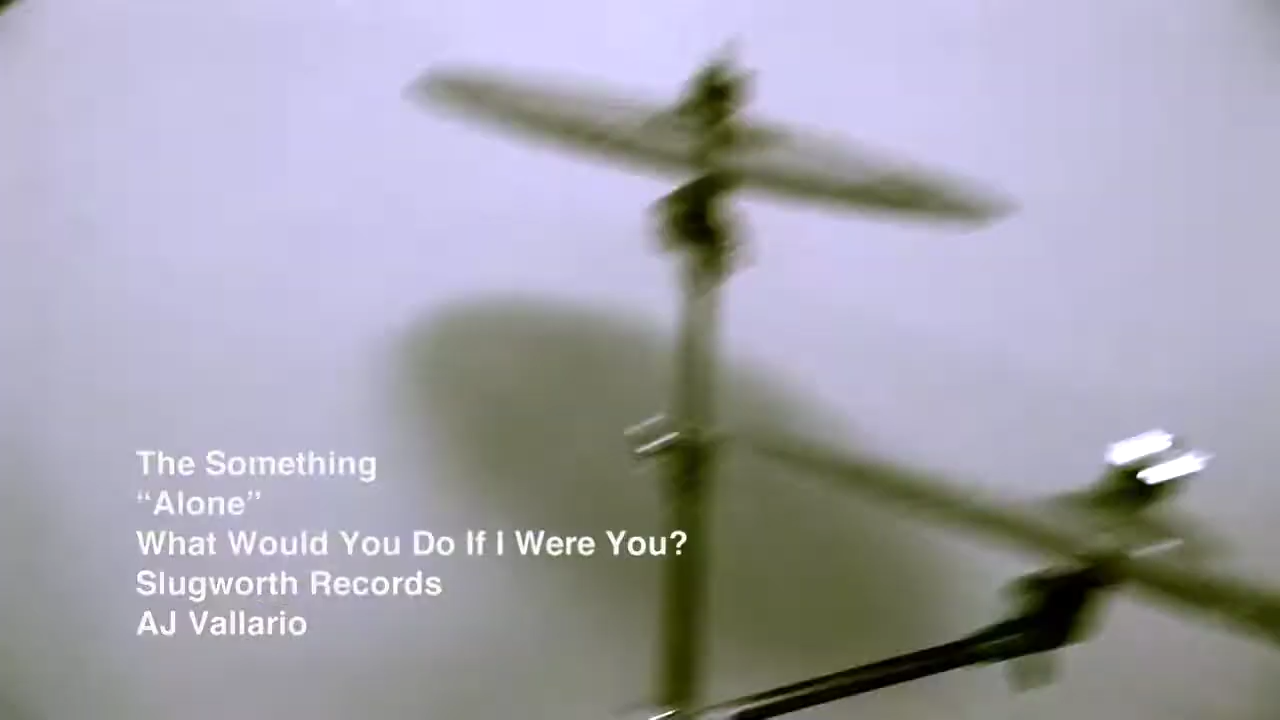 The Something
“Alone”
What Would You Do If I Were You?
Slugworth Records
AJ Vallario